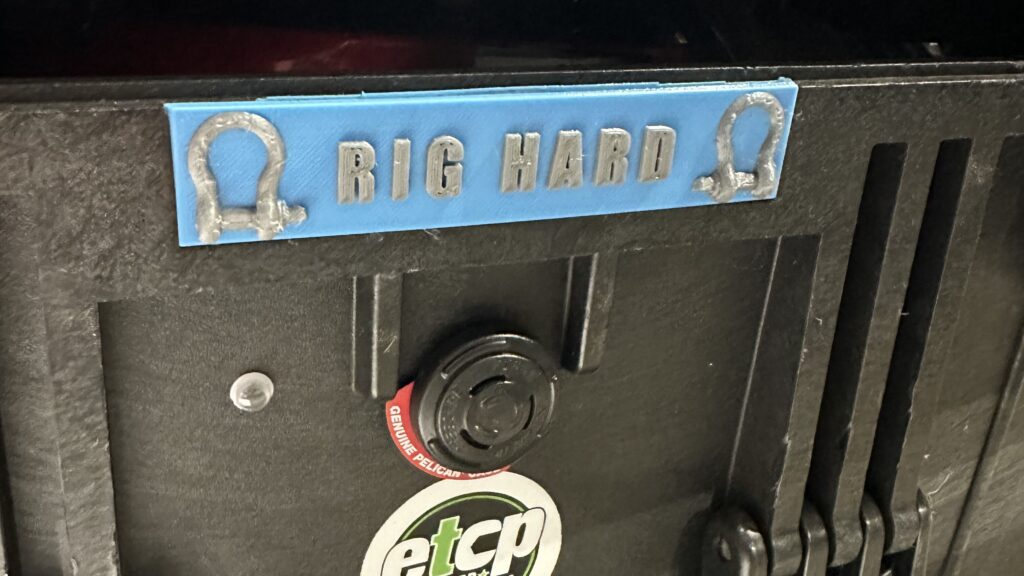 RIG HARD
GENUINE PELICAN
etcp